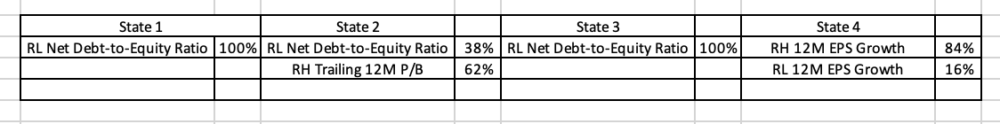 State 1 State 2 State 3 State 4
RL Net Debt-to-Equity Ratio 100% RL Net Debt-to-Equity Ratio 38% RL Net Debt-to-Equity Ratio 100% RH 12M EPS Growth 84%
RH Trailing 12M P/B 62% RL 12M EPS Growth 16%